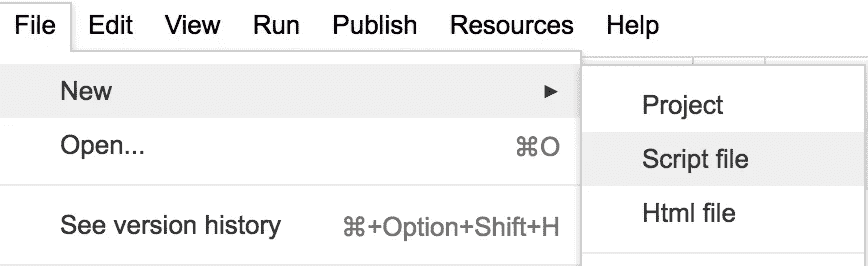 File Edit View Run Publish Resources Help
New ►
Project
Open... ⌘O
Script file
Html file
See version history ⌘+Option+Shift+H